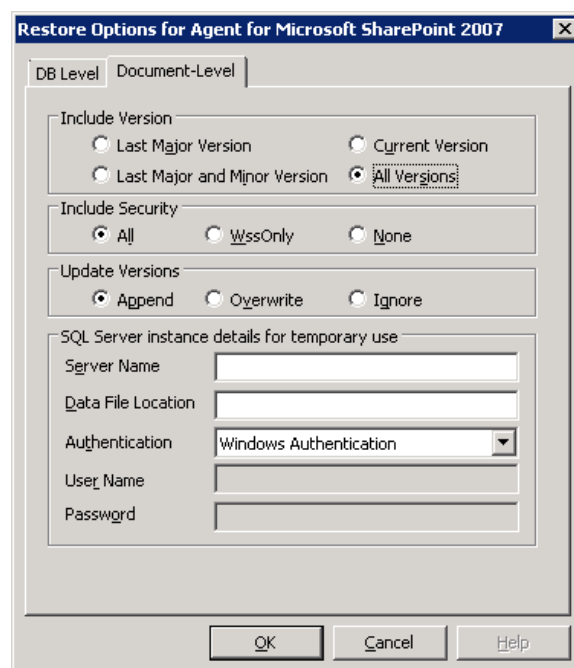 Restore Options for Agent for Microsoft SharePoint 2007
DB Level Document-Level
Include Version
Last Major Version Current Version
Last Major and Minor Version All Versions
Include Security
All WssOnly None
Update Versions
Append Overwrite Ignore
SQL Server instance details for temporary use
Server Name
Data File Location
Authentication Windows Authentication
User Name
Password
OK Cancel Help